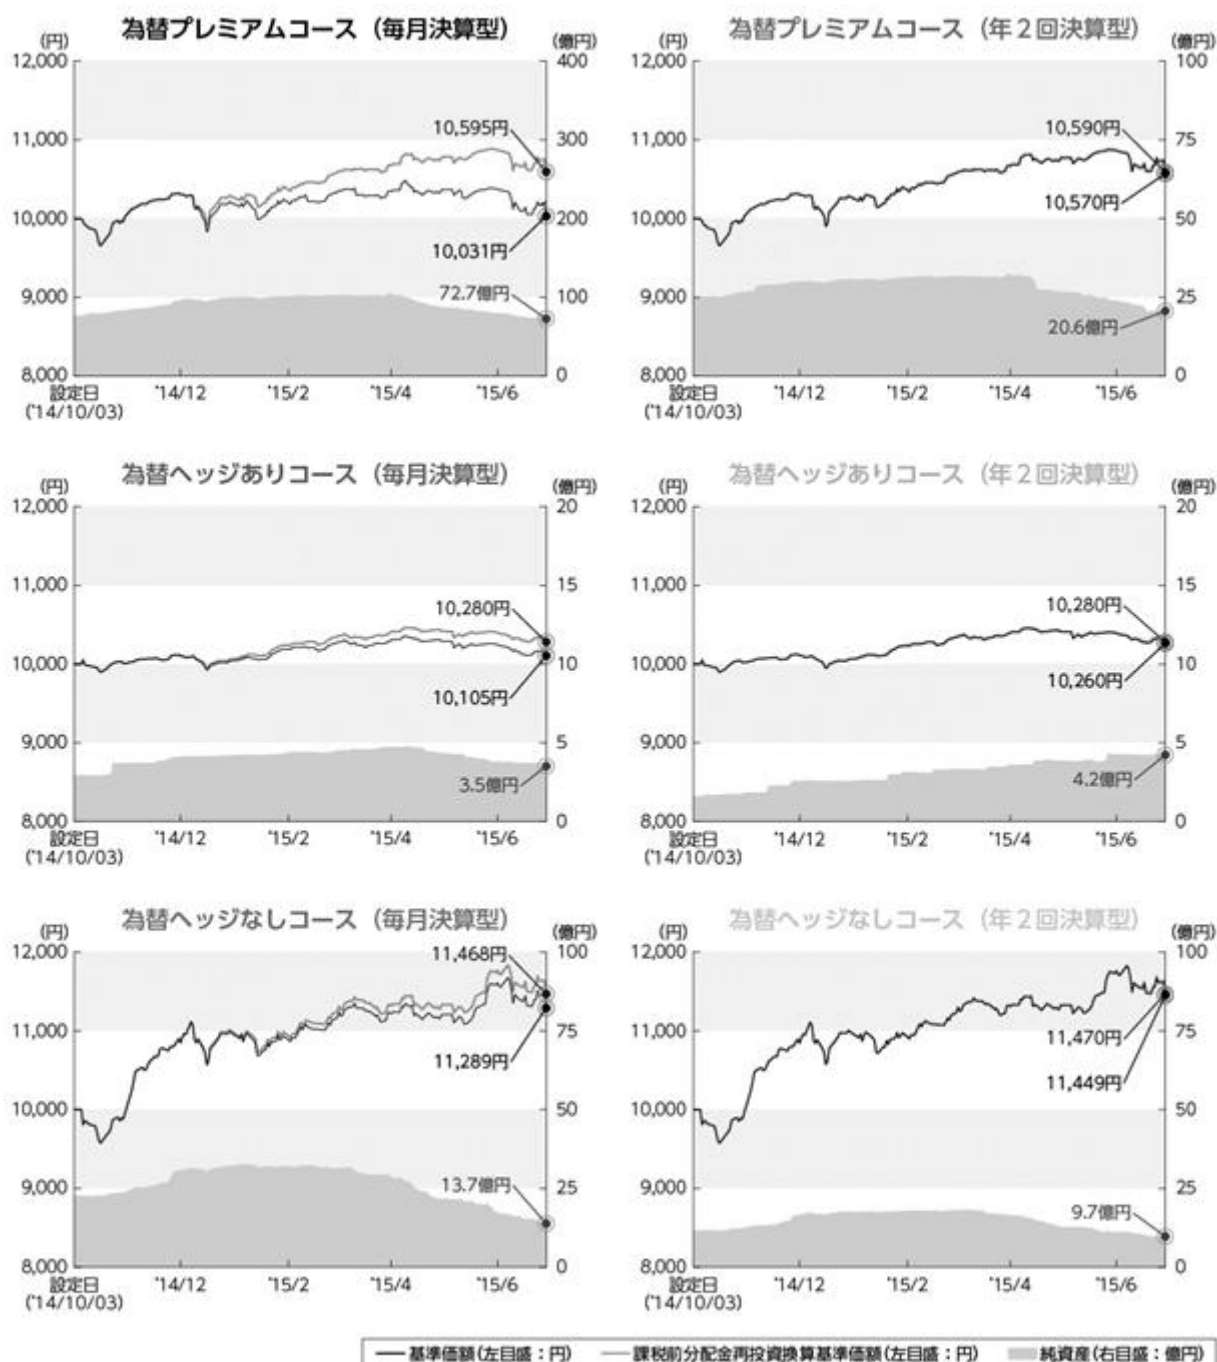 為替プレミアムコース（毎月決算型）
(円)
(億円)
12,000
11,000
10,000
9,000
8,000
400
300
200
100
0
10,595円
10,031円
72.7億円
設定日
('14/10/03)
'14/12
'15/2
'15/4
'15/6
為替プレミアムコース（年２回決算型）
(円)
(億円)
12,000
11,000
10,000
9,000
8,000
100
75
50
25
0
10,590円
10,570円
20.6億円
設定日
('14/10/03)
'14/12
'15/2
'15/4
'15/6
為替ヘッジありコース（毎月決算型）
(円)
(億円)
12,000
11,000
10,000
9,000
8,000
20
15
10
5
0
10,280円
10,105円
3.5億円
設定日
('14/10/03)
'14/12
'15/2
'15/4
'15/6
為替ヘッジありコース（年２回決算型）
(円)
(億円)
12,000
11,000
10,000
9,000
8,000
20
15
10
5
0
10,280円
10,260円
4.2億円
設定日
('14/10/03)
'14/12
'15/2
'15/4
'15/6
為替ヘッジなしコース（毎月決算型）
(円)
(億円)
12,000
11,000
10,000
9,000
8,000
100
75
50
25
0
11,468円
11,289円
13.7億円
設定日
('14/10/03)
'14/12
'15/2
'15/4
'15/6
為替ヘッジなしコース（年２回決算型）
(円)
(億円)
12,000
11,000
10,000
9,000
8,000
100
75
50
25
0
11,470円
11,449円
9.7億円
設定日
('14/10/03)
'14/12
'15/2
'15/4
'15/6
基準価額(左目盛：円) 課税前分配金再投資換算基準価額(左目盛：円) 純資産(右目盛：億円)